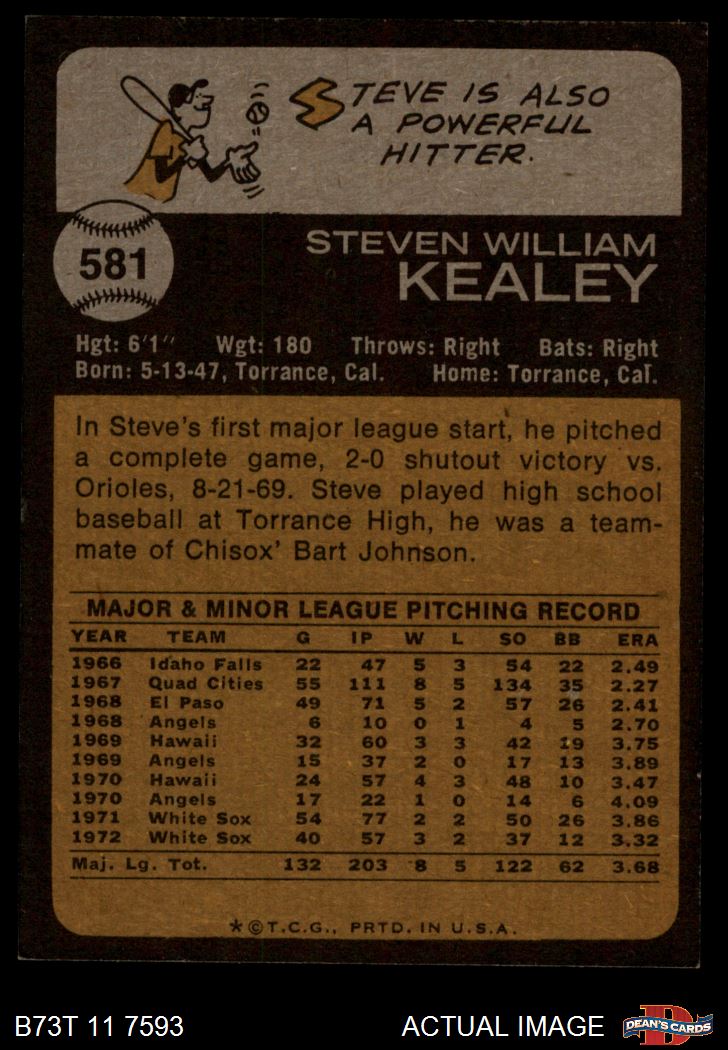 STEVE IS ALSO
A POWERFUL
HITTER.
581
STEVEN WILLIAM
KEALEY
Hgt: 6'1" Wgt: 180 Throws: Right Bats: Right
Born: 5-13-47, Torrance, Cal. Home: Torrance, Cal.
In Steve's first major league start, he pitched
a complete game, 2-0 shutout victory vs.
Orioles, 8-21-69. Steve played high school
baseball at Torrance High, he was a team-
mate of Chisox' Bart Johnson.
MAJOR & MINOR LEAGUE PITCHING RECORD
YEAR TEAM G IP W L SO BB ERA
1966 Idaho Falls 22 47 5 3 54 22 2.49
1967 Quad Cities 55 111 8 5 134 35 2.27
1968 El Paso 49 71 5 2 57 26 2.41
1968 Angels 6 10 0 1 4 5 2.70
1969 Hawaii 32 60 3 3 42 19 3.75
1969 Angels 15 37 2 0 17 13 3.89
1970 Hawaii 24 57 4 3 48 10 3.47
1970 Angels 17 22 1 0 14 6 4.09
1971 White Sox 54 77 2 2 50 26 3.86
1972 White Sox 40 57 3 2 37 12 3.32
Maj. Lg. Tot. 132 203 8 5 122 62 3.68
*©T.C.G., PRTD. IN U.S.A.
B73T 11 7593 ACTUAL IMAGE D DEAN'S CARDS